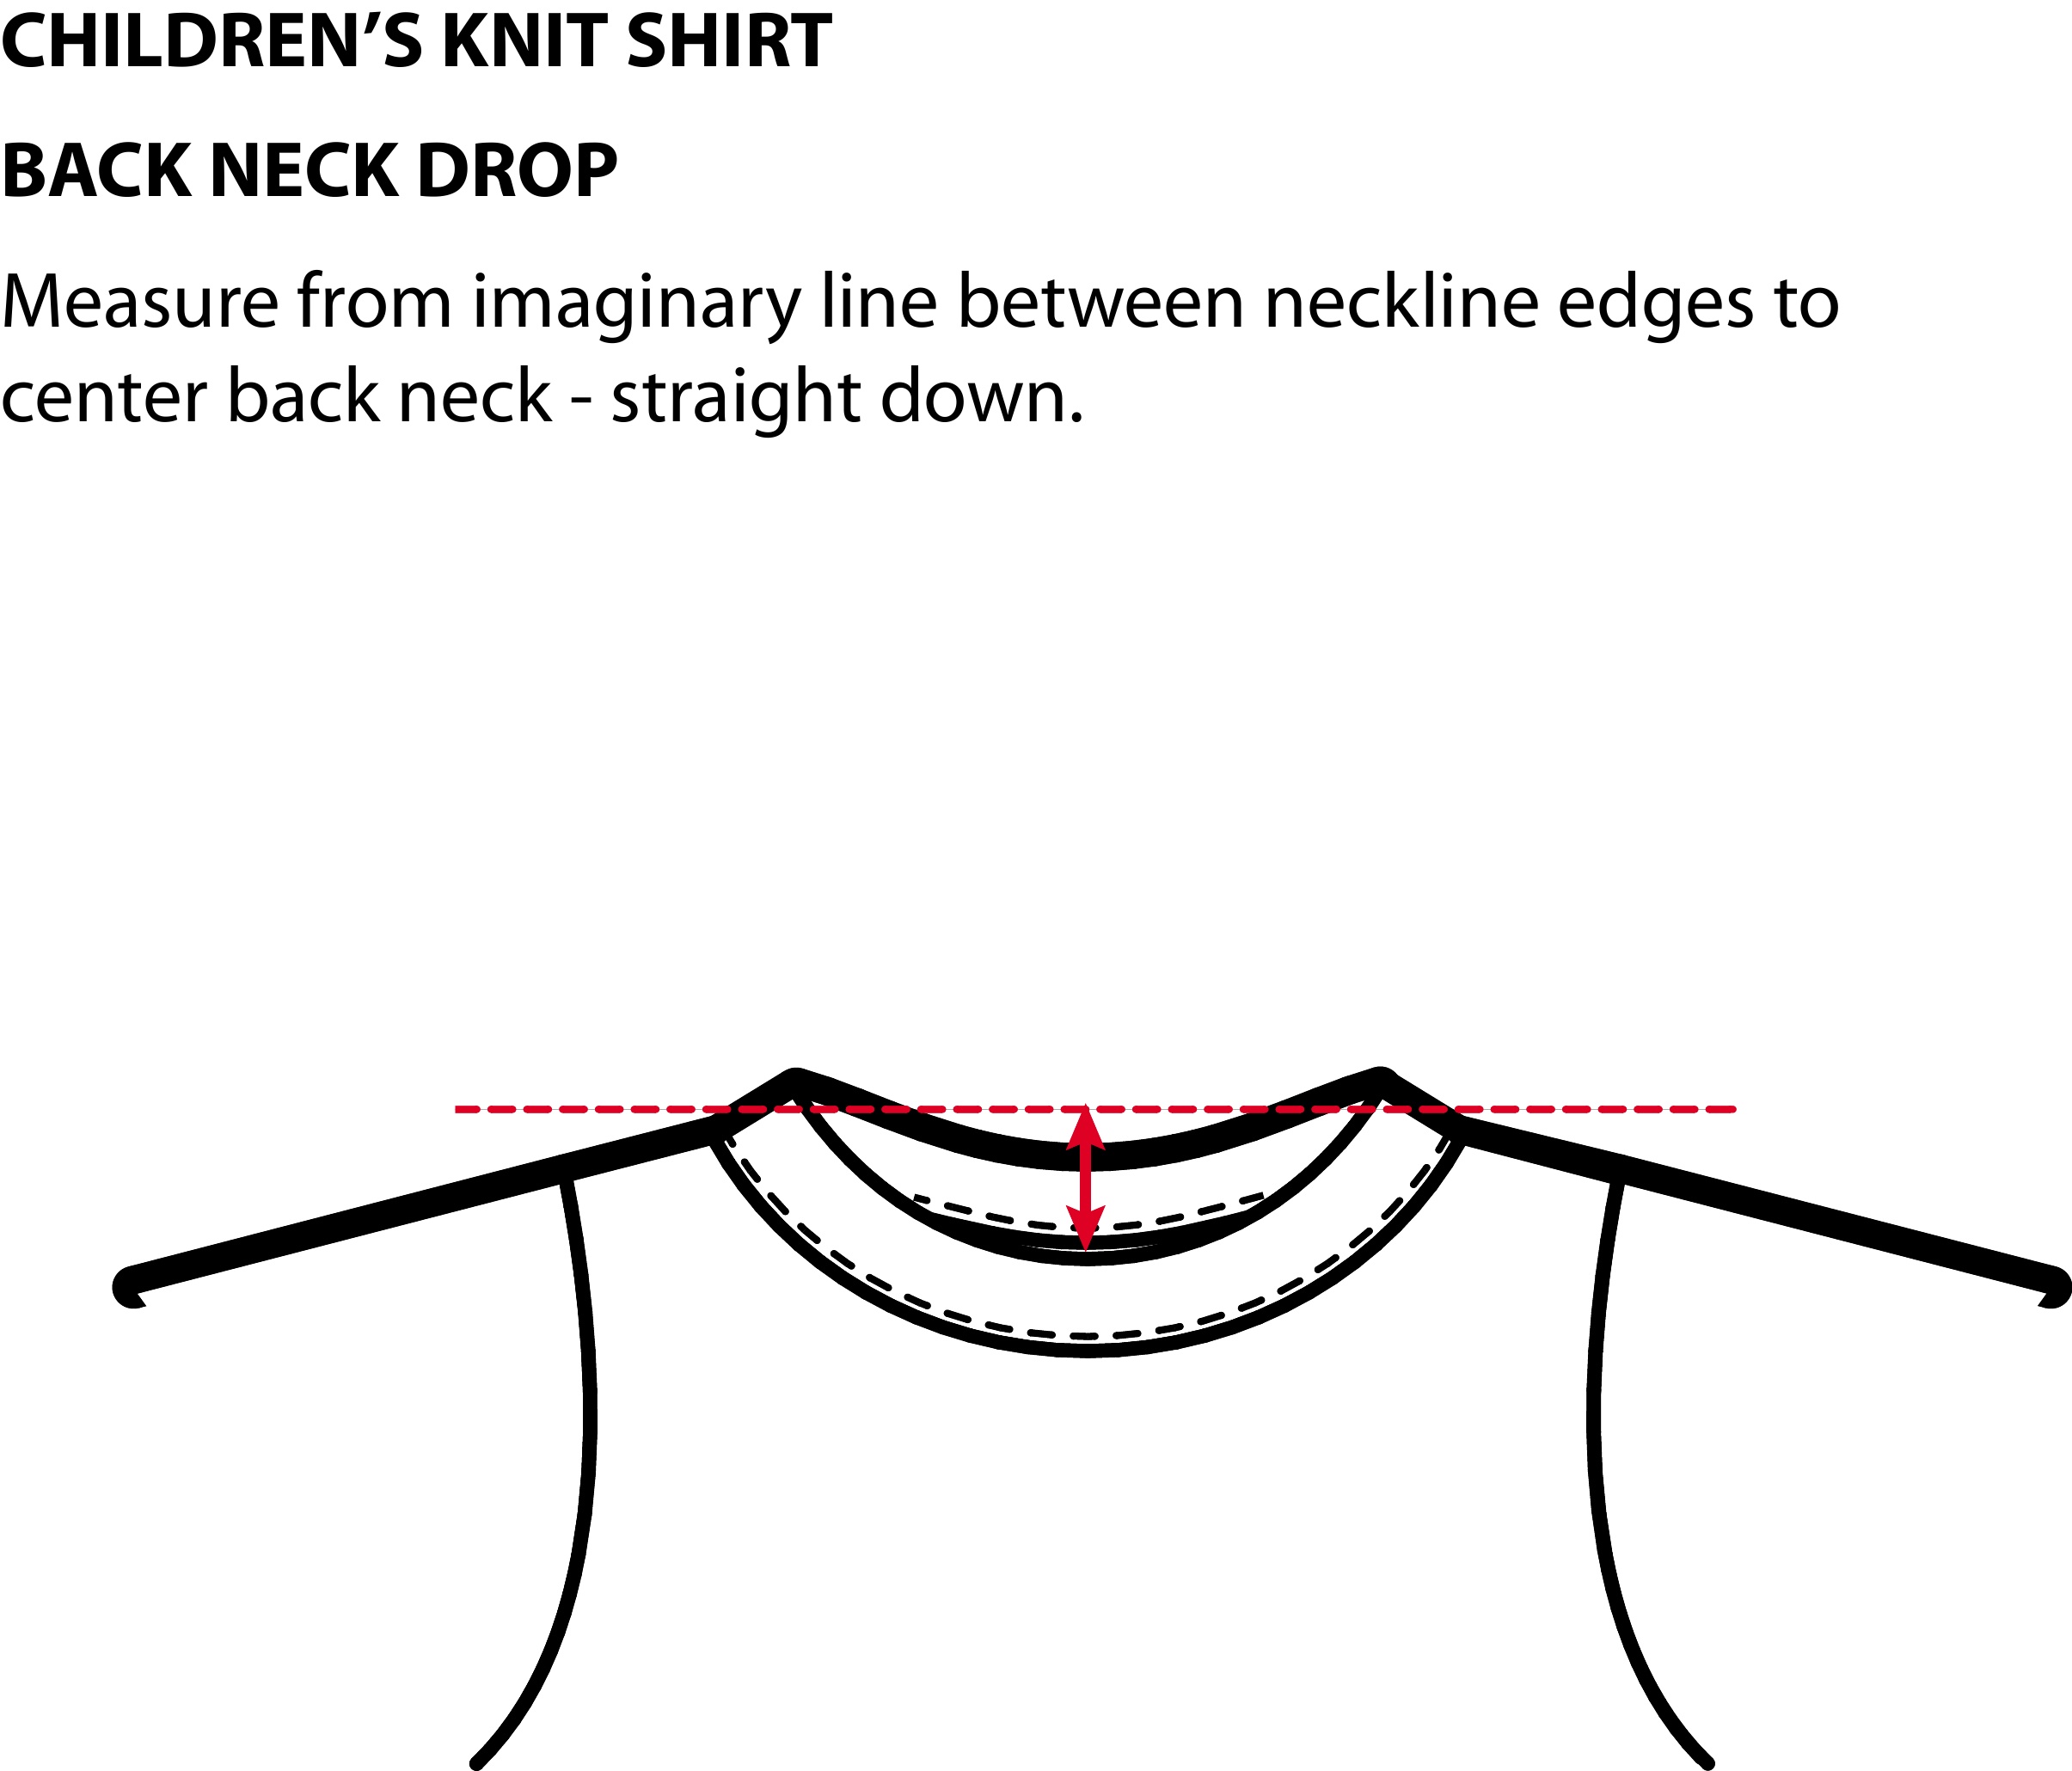 CHILDREN‘S KNIT SHIRT
BACK NECK DROP
Measure from imaginary line between neckline edges to
center back neck - straight down.